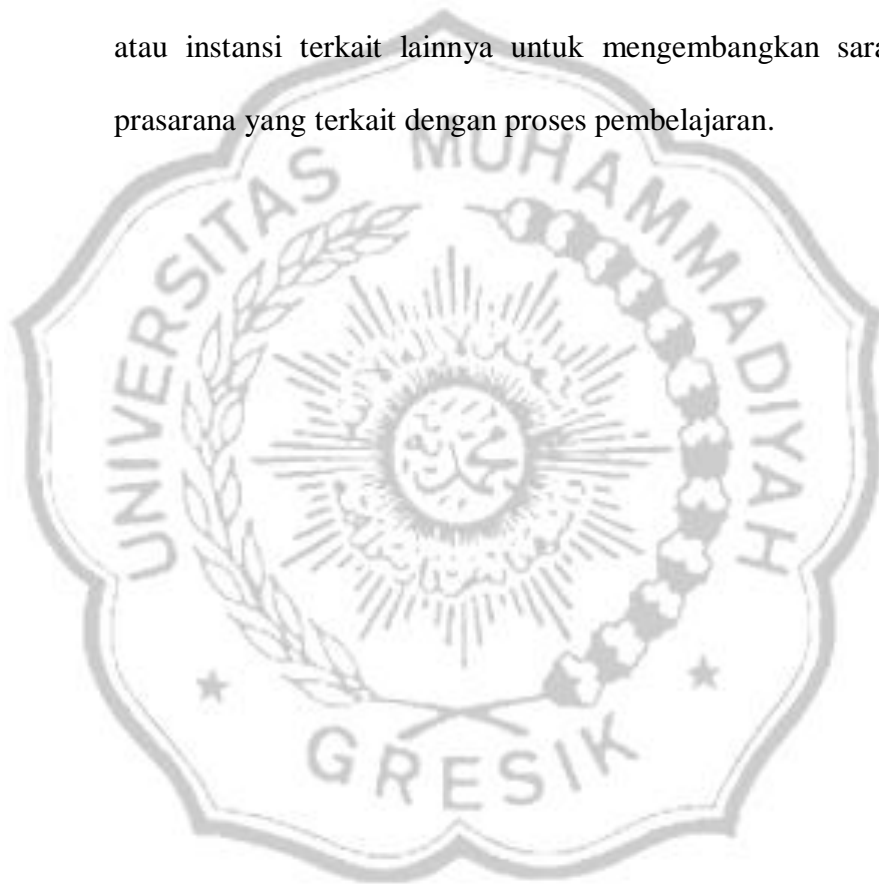 atau instansi terkait lainnya untuk mengembangkan sara
prasarana yang terkait dengan proses pembelajaran.
UNIVERSITAS MUHAMMADIYAH
GRESIK